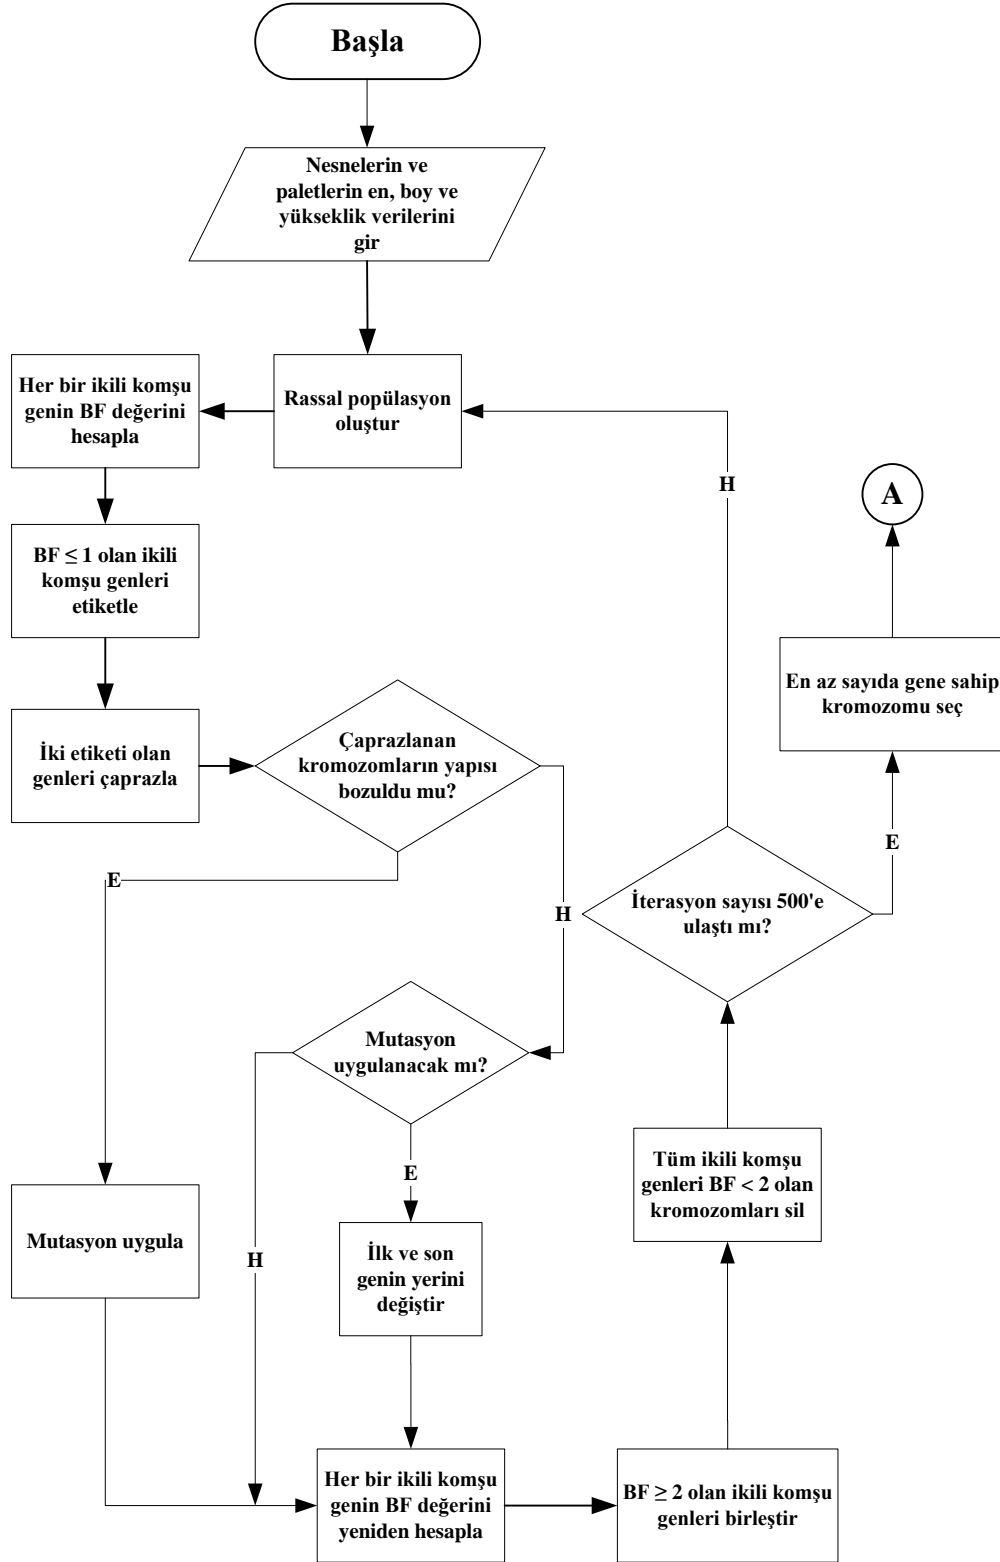 Başla
Nesnelerin ve
paletlerin en, boy ve
yükseklik verilerini
gir
Rassal popülasyon
oluştur
Her bir ikili komşu
genin BF değerini
hesapla
BF ≤ 1 olan ikili
komşu genleri
etiketle
İki etiketi olan
genleri çaprazla
Çaprazlanan
kromozomların yapısı
bozuldu mu?
E
H
Mutasyon uygula
Mutasyon
uygulanacak mı?
E
H
İlk ve son
genin yerini
değiştir
Her bir ikili komşu
genin BF değerini
yeniden hesapla
BF ≥ 2 olan ikili komşu
genleri birleştir
Tüm ikili komşu
genleri BF < 2 olan
kromozomları sil
İterasyon sayısı 500'e
ulaştı mı?
H
E
En az sayıda gene sahip
kromozomu seç
A